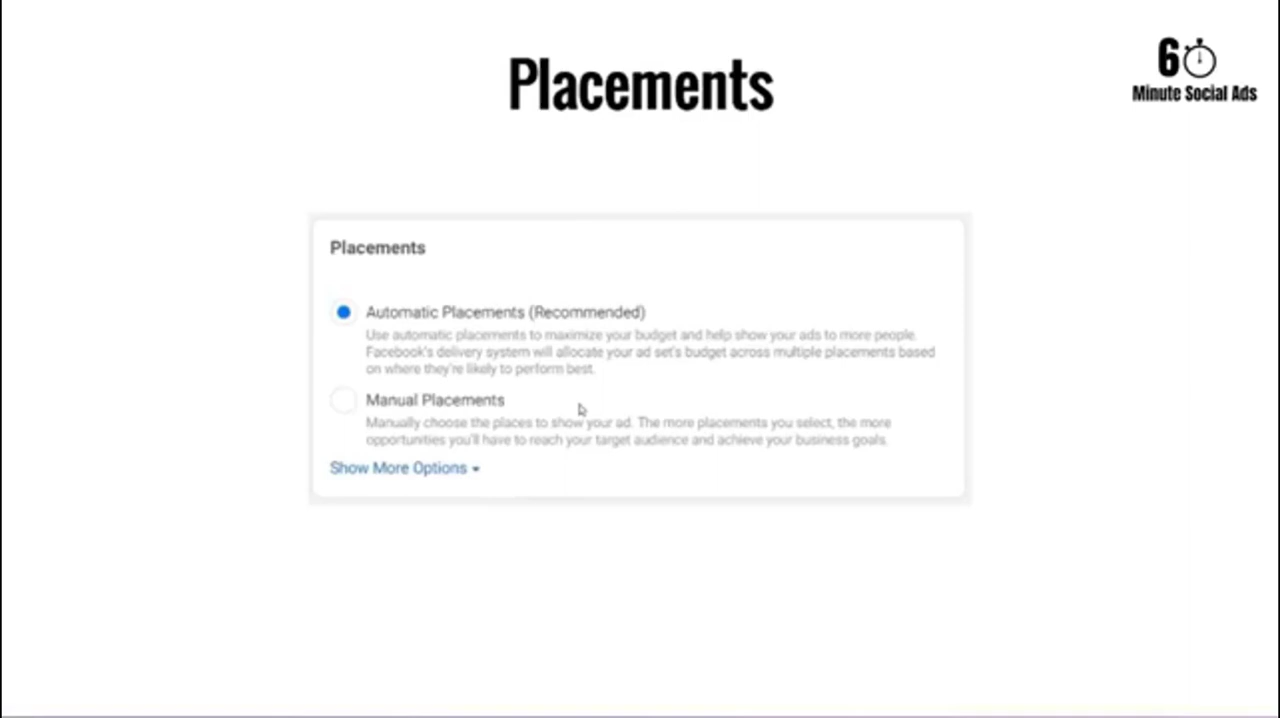 Placements
6
Minute Social Ads
Placements
Automatic Placements (Recommended)
Use automatic placements to maximize your budget and help show your ads to more people.
Facebook's delivery system will allocate your ad set's budget across multiple placements based
on where they're likely to perform best.
Manual Placements
Manually choose the places to show your ad. The more placements you select, the more
opportunities you'll have to reach your target audience and achieve your business goals.
Show More Options